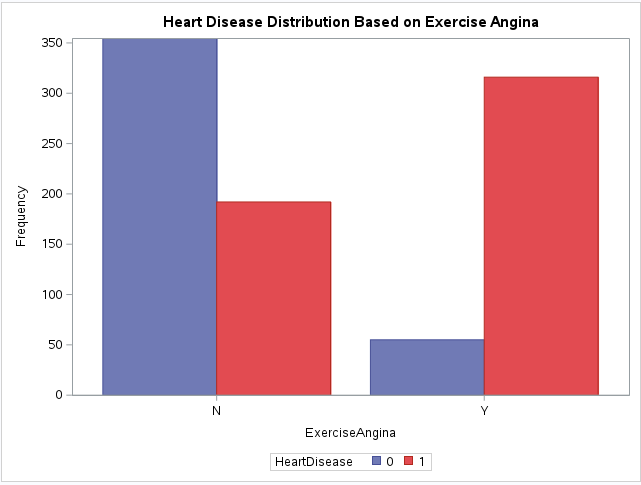 Heart Disease Distribution Based on Exercise Angina
350
300
250
200
150
100
50
0
Frequency
N
Y
ExerciseAngina
HeartDisease 0 1